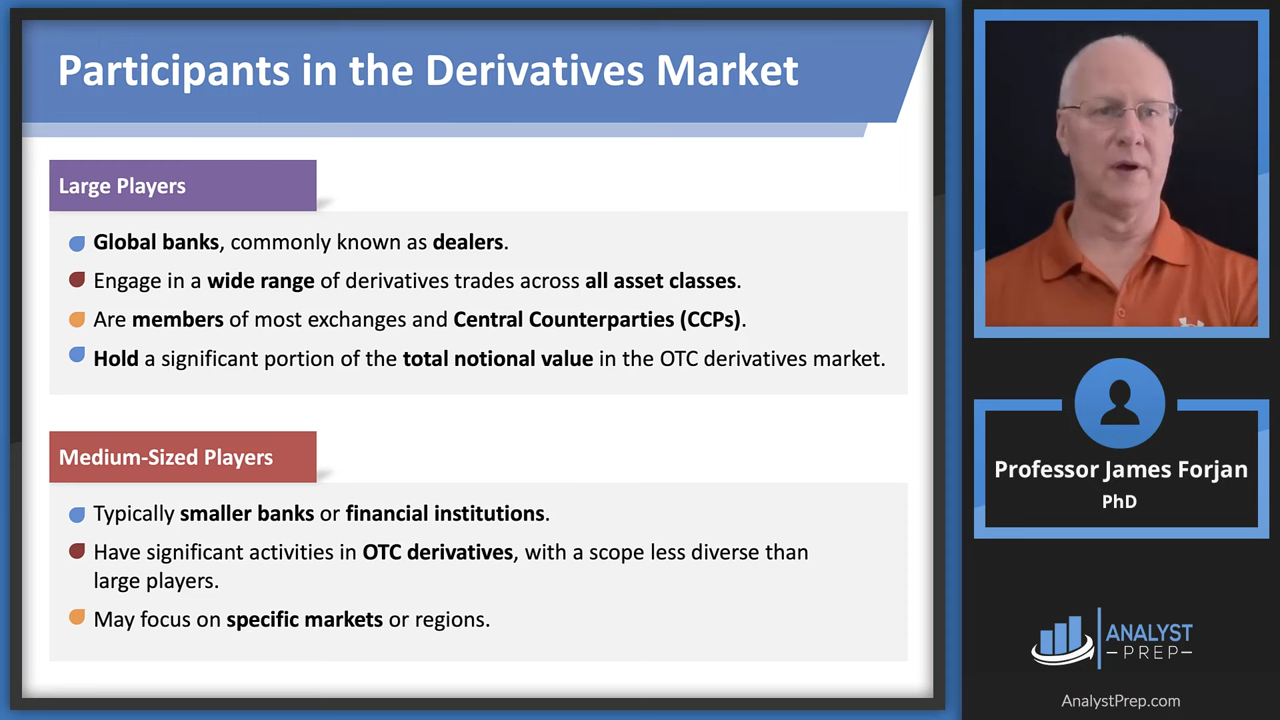 Participants in the Derivatives Market
Large Players
Global banks, commonly known as dealers.
Engage in a wide range of derivatives trades across all asset classes.
Are members of most exchanges and Central Counterparties (CCPs).
Hold a significant portion of the total notional value in the OTC derivatives market.
Medium-Sized Players
Typically smaller banks or financial institutions.
Have significant activities in OTC derivatives, with a scope less diverse than
large players.
May focus on specific markets or regions.
Professor James Forjan
PhD
ANALYST
PREP
AnalystPrep.com